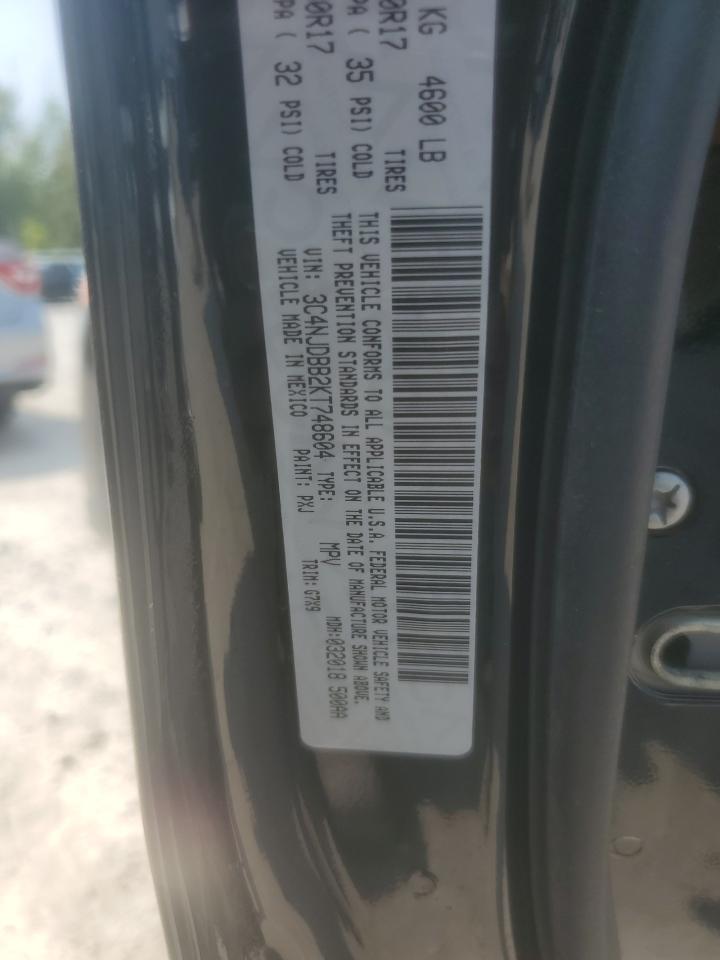 KG 4600 LB
0R17 TIRES
PA ( 35 PSI) COLD
0R17 TIRES
PA ( 32 PSI) COLD
THIS VEHICLE CONFORMS TO ALL APPLICABLE U.S.A. FEDERAL MOTOR VEHICLE SAFETY AND
THEFT PREVENTION STANDARDS IN EFFECT ON THE DATE OF MANUFACTURE SHOWN ABOVE.
VIN: 3C4NJDBB2KT748604 TYPE: MPV MDH:032018 500AA
VEHICLE MADE IN MEXICO PAINT: PXJ TRIM: G7X9